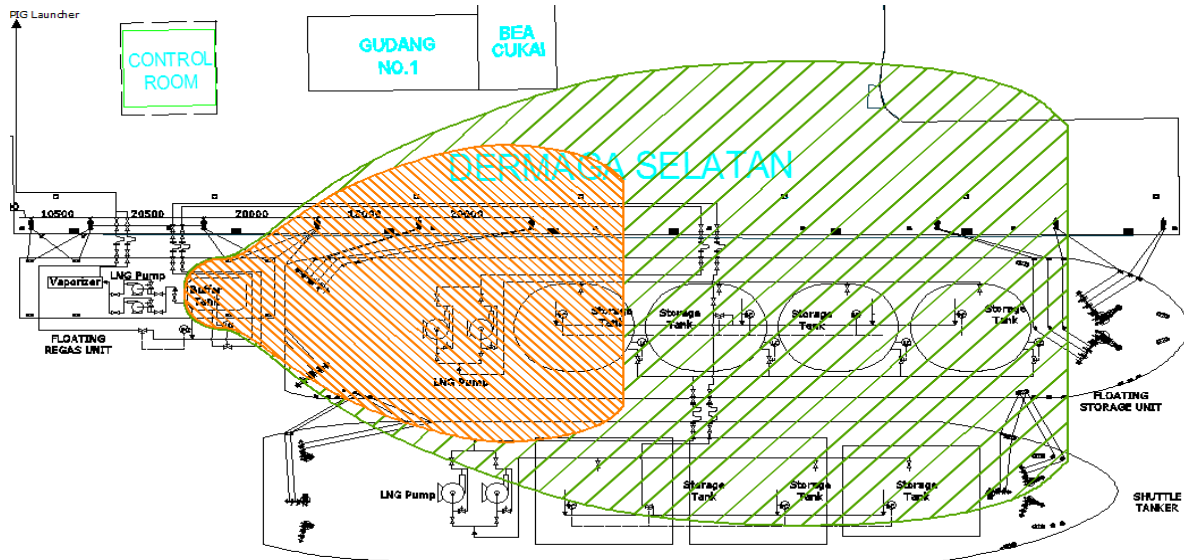 PIG Launcher
CONTROL
ROOM
GUDANG
NO.1
BEA
CUKAI
DERMAGA SELATAN
10500
20500
20000
20000
Vaporizer
LNG Pump
Buffer
Tank
FLOATING
REGAS UNIT
LNG Pump
Storage
Tank
Storage
Tank
Storage
Tank
Storage
Tank
FLOATING
STORAGE UNIT
LNG Pump
Storage
Tank
Storage
Tank
Storage
Tank
SHUTTLE
TANKER